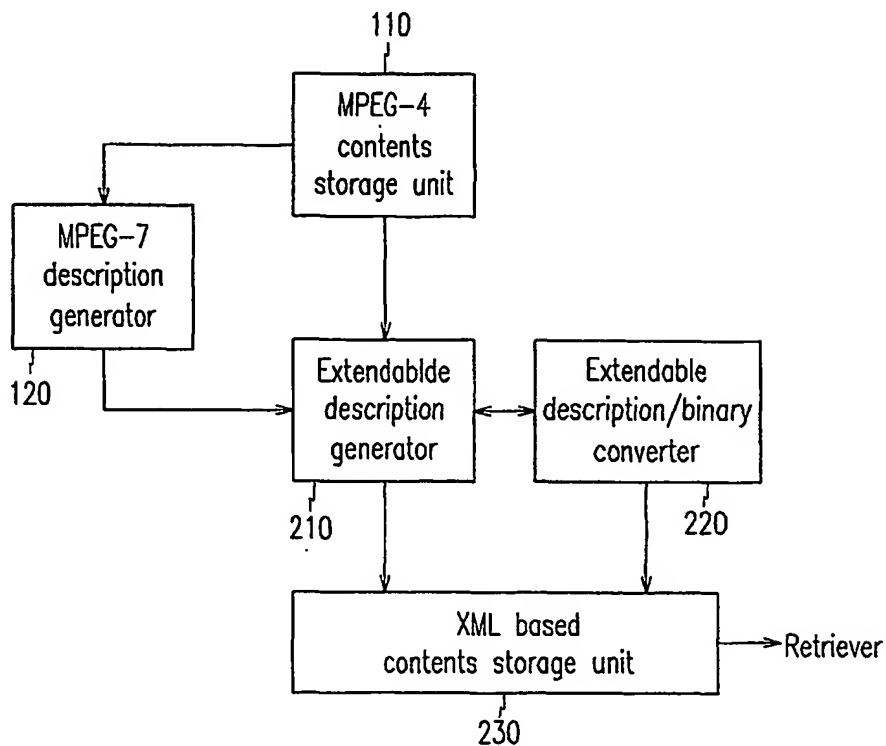 110
MPEG-4
contents
storage unit
MPEG-7
description
generator
120
Extendablde
description
generator
210
Extendable
description/binary
converter
220
XML based
contents storage unit
230
Retriever